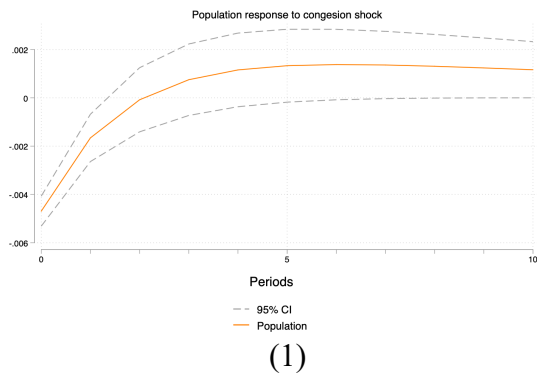 Population response to congesion shock
.002
0
-.002
-.004
-.006
0 5 10
Periods
95% CI
Population
(1)